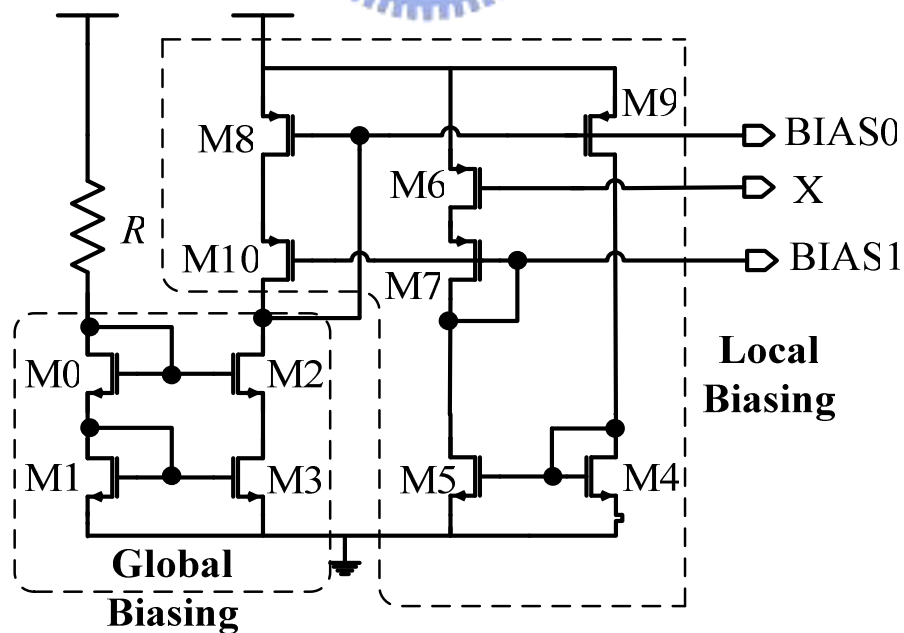 M9
M8
BIAS0
M6
X
R
M10
M7
BIAS1
M0
M2
Local
Biasing
M1
M3
M5
M4
Global
Biasing